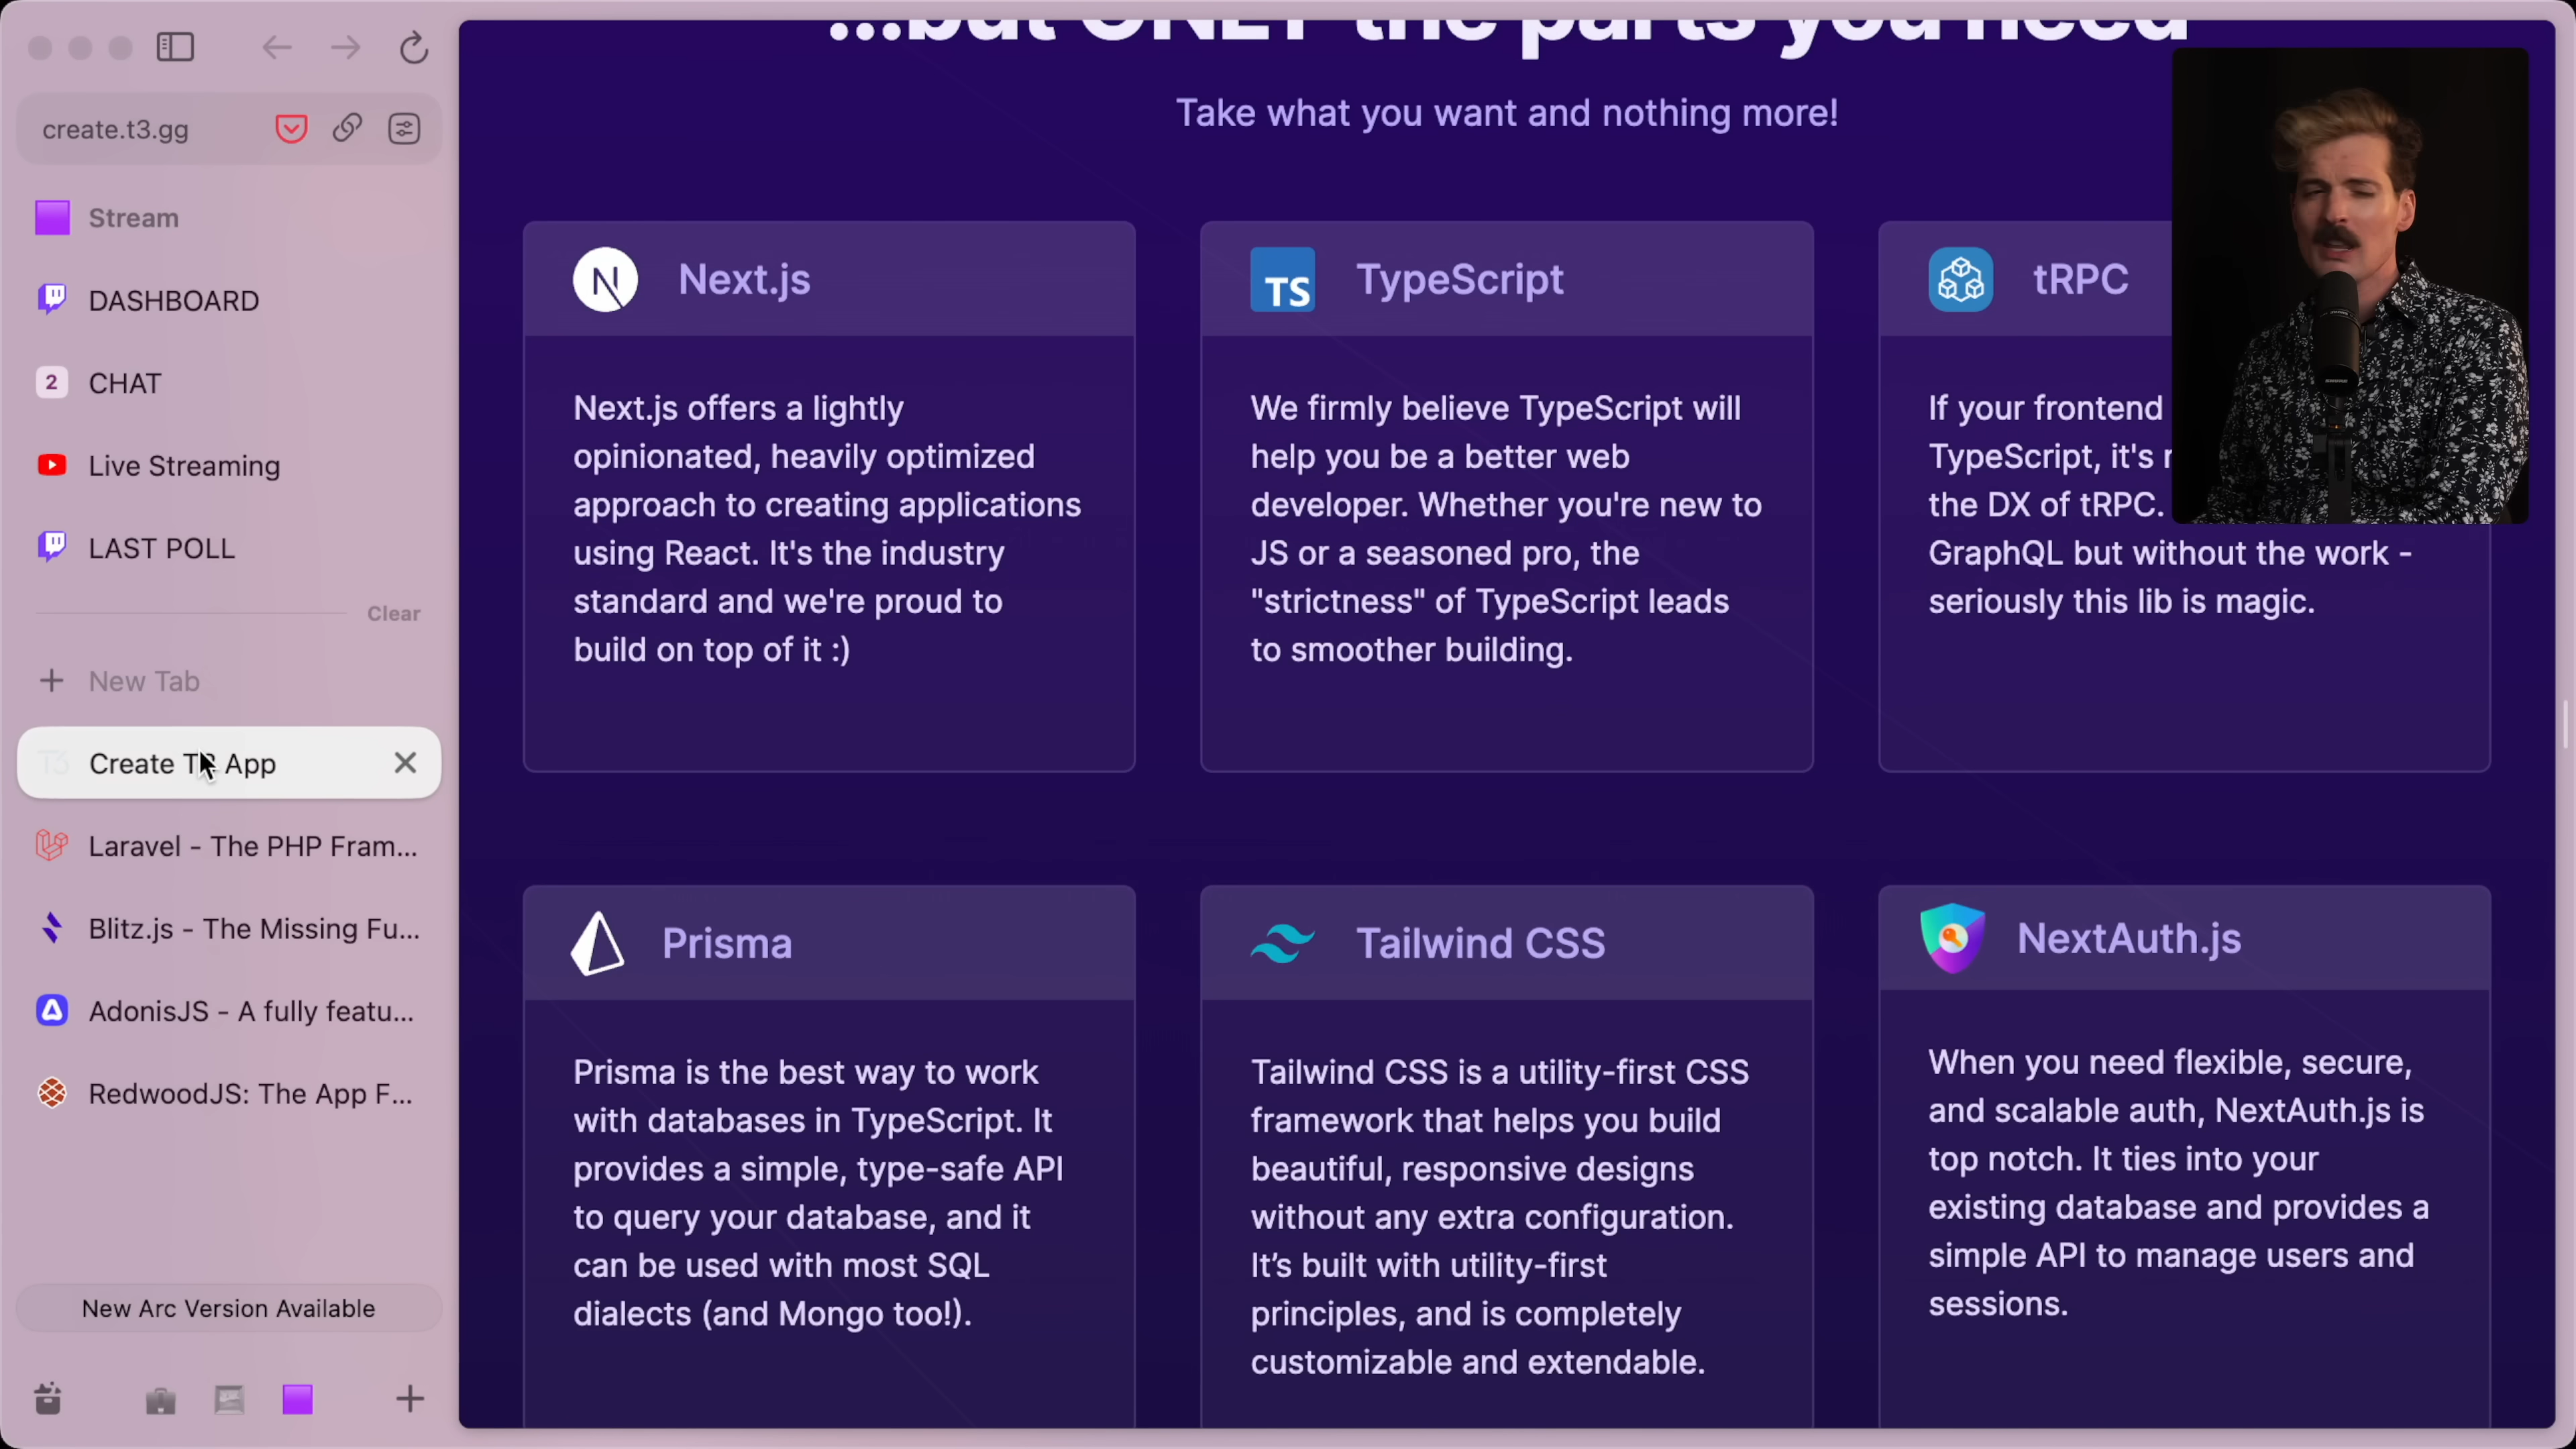 create.t3.gg
Stream
DASHBOARD
2
CHAT
Live Streaming
LAST POLL
Clear
New Tab
Create T3 App
Laravel - The PHP Fram...
Blitz.js - The Missing Fu...
AdonisJS - A fully featu...
RedwoodJS: The App F...
New Arc Version Available
...but ONLY the parts you need
Take what you want and nothing more!
N
Next.js
Next.js offers a lightly
opinionated, heavily optimized
approach to creating applications
using React. It's the industry
standard and we're proud to
build on top of it :)
TS
TypeScript
We firmly believe TypeScript will
help you be a better web
developer. Whether you're new to
JS or a seasoned pro, the
"strictness" of TypeScript leads
to smoother building.
tRPC
If your frontend
TypeScript, it's
the DX of tRPC.
GraphQL but without the work -
seriously this lib is magic.
Prisma
Prisma is the best way to work
with databases in TypeScript. It
provides a simple, type-safe API
to query your database, and it
can be used with most SQL
dialects (and Mongo too!).
Tailwind CSS
Tailwind CSS is a utility-first CSS
framework that helps you build
beautiful, responsive designs
without any extra configuration.
It’s built with utility-first
principles, and is completely
customizable and extendable.
NextAuth.js
When you need flexible, secure,
and scalable auth, NextAuth.js is
top notch. It ties into your
existing database and provides a
simple API to manage users and
sessions.